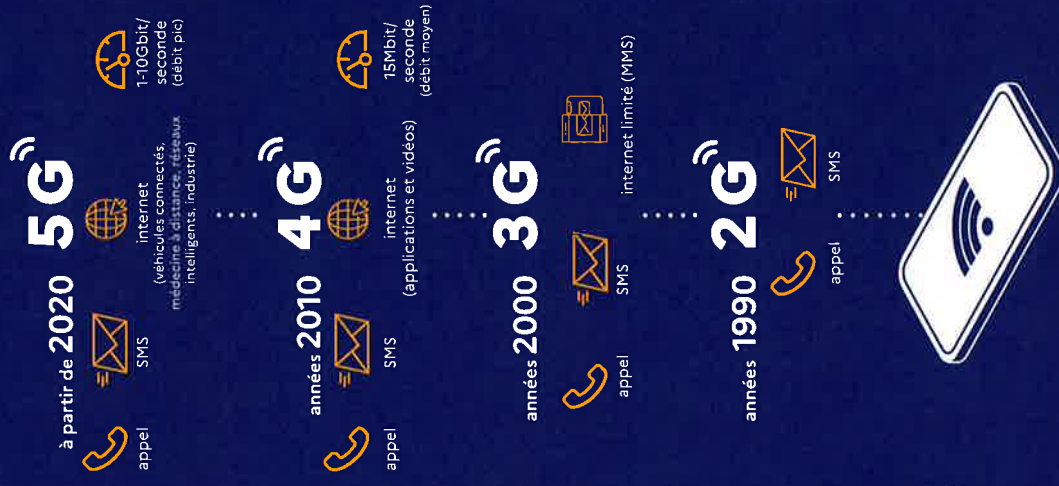 à partir de 2020 5G
appel
SMS
internet
(véhicules connectés,
médecine à distance, réseaux
intelligents, industrie)
1-10Gbit/
seconde
(débit pic)
années 2010 4G
appel
SMS
internet
(applications et vidéos)
15Mbit/
seconde
(débit moyen)
années 2000 3G
appel
SMS
internet limité (MMS)
années 1990 2G
appel
SMS